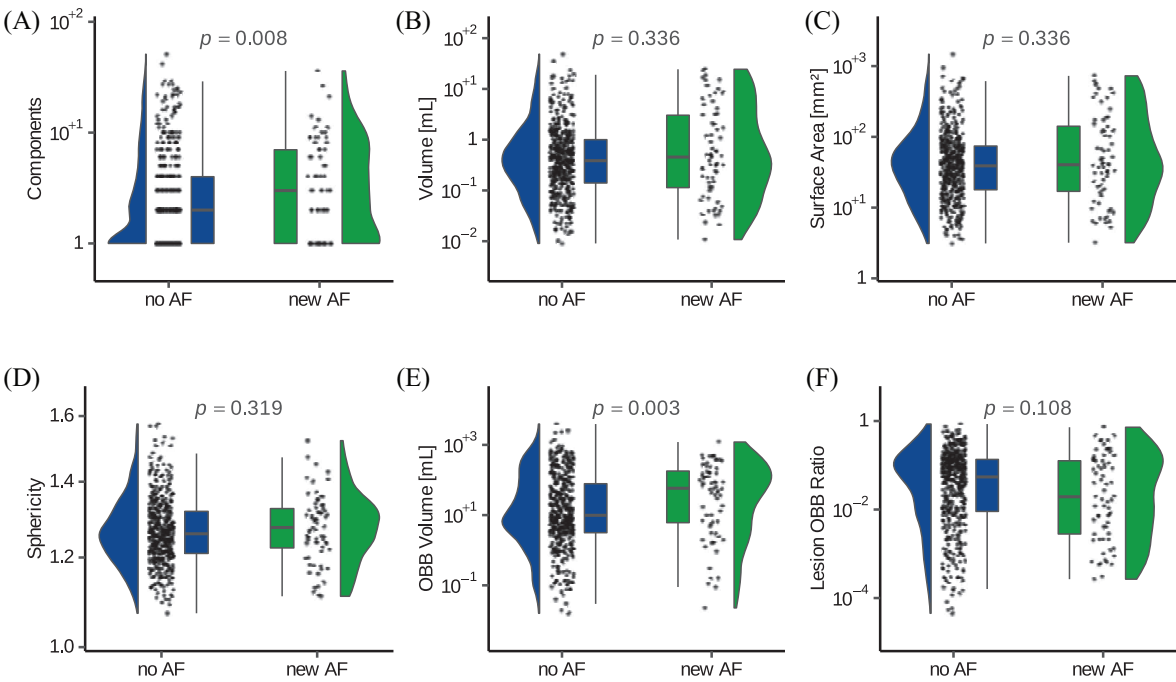 (A)
10⁺²
10⁺¹
1
Components
p = 0.008
no AF
new AF
(B)
10⁺²
10⁺¹
1
10⁻¹
10⁻²
Volume [mL]
p = 0.336
no AF
new AF
(C)
10⁺³
10⁺²
10⁺¹
1
Surface Area [mm²]
p = 0.336
no AF
new AF
(D)
1.6
1.4
1.2
1.0
Sphericity
p = 0.319
no AF
new AF
(E)
10⁺³
10⁺¹
10⁻¹
OBB Volume [mL]
p = 0.003
no AF
new AF
(F)
1
10⁻²
10⁻⁴
Lesion OBB Ratio
p = 0.108
no AF
new AF